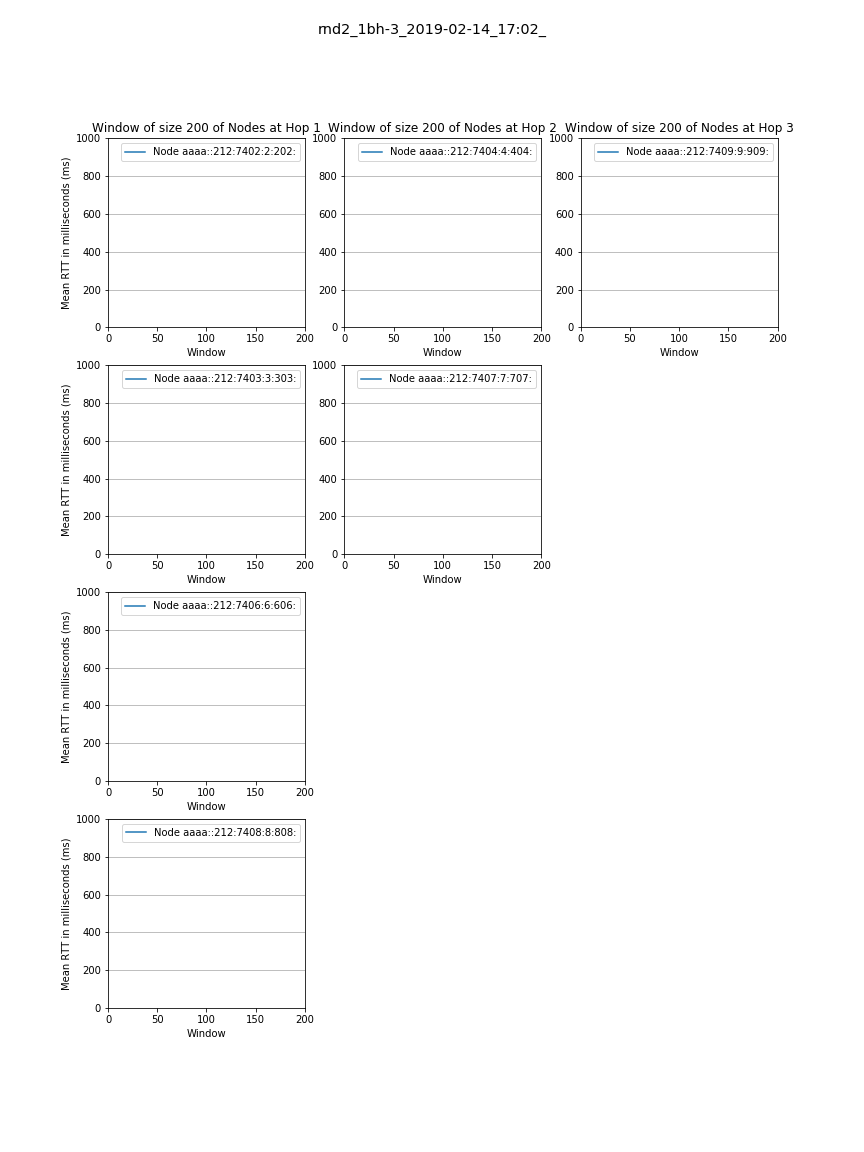 rnd2_1bh-3_2019-02-14_17:02_
Window of size 200 of Nodes at Hop 1
Mean RTT in milliseconds (ms)
1000
800
600
400
200
0
Node aaaa::212:7402:2:202:
0 50 100 150 200
Window
Window of size 200 of Nodes at Hop 2
1000
800
600
400
200
0
Node aaaa::212:7404:4:404:
0 50 100 150 200
Window
Window of size 200 of Nodes at Hop 3
1000
800
600
400
200
0
Node aaaa::212:7409:9:909:
0 50 100 150 200
Window
Mean RTT in milliseconds (ms)
1000
800
600
400
200
0
Node aaaa::212:7403:3:303:
0 50 100 150 200
Window
1000
800
600
400
200
0
Node aaaa::212:7407:7:707:
0 50 100 150 200
Window
Mean RTT in milliseconds (ms)
1000
800
600
400
200
0
Node aaaa::212:7406:6:606:
0 50 100 150 200
Window
Mean RTT in milliseconds (ms)
1000
800
600
400
200
0
Node aaaa::212:7408:8:808:
0 50 100 150 200
Window